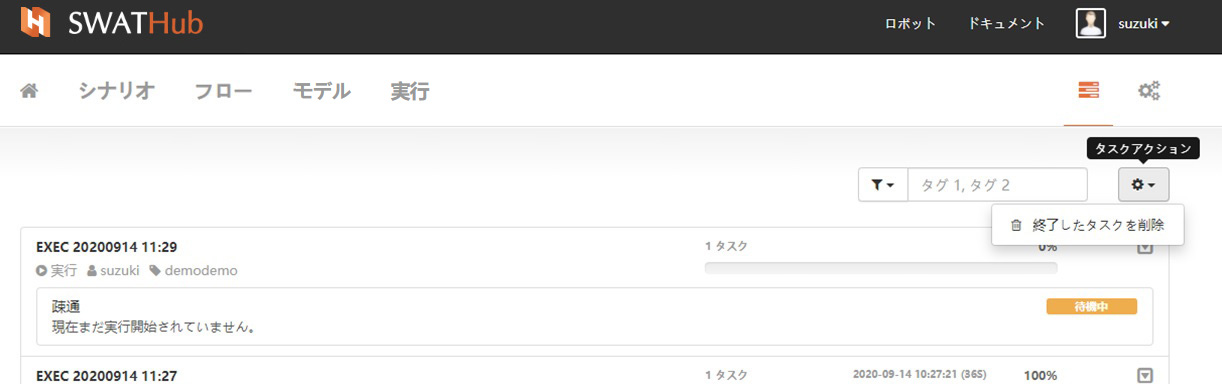 SWATHub ロボット ドキュメント suzuki
シナリオ フロー モデル 実行
タスクアクション
タグ 1, タグ 2
終了したタスクを削除
EXEC 20200914 11:29 1 タスク 0%
実行 suzuki demodemo
疎通 待機中
現在まだ実行開始されていません。
EXEC 20200914 11:27 1 タスク 2020-09-14 10:27:21 (36S) 100%